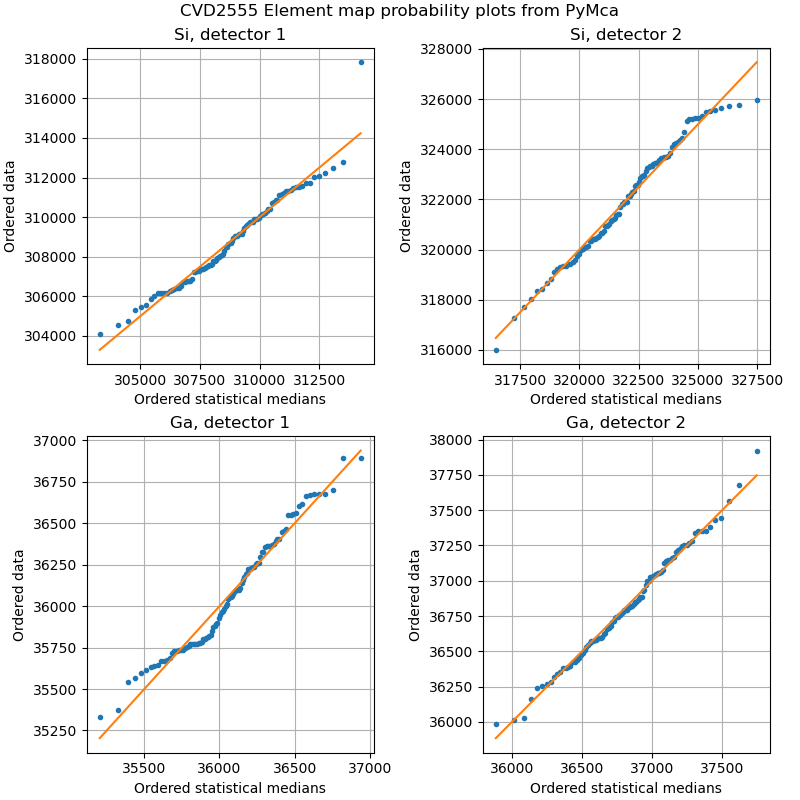 CVD2555 Element map probability plots from PyMca
Si, detector 1
Si, detector 2
318000
316000
314000
312000
310000
308000
306000
304000
Ordered data
305000 307500 310000 312500
Ordered statistical medians
328000
326000
324000
322000
320000
318000
316000
Ordered data
317500 320000 322500 325000 327500
Ordered statistical medians
Ga, detector 1
Ga, detector 2
37000
36750
36500
36250
36000
35750
35500
35250
Ordered data
35500 36000 36500 37000
Ordered statistical medians
38000
37750
37500
37250
37000
36750
36500
36250
36000
Ordered data
36000 36500 37000 37500
Ordered statistical medians